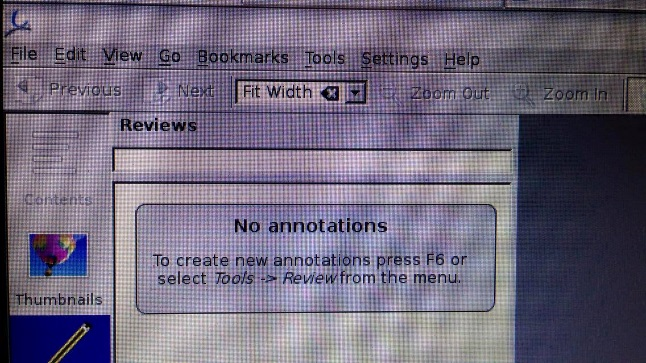 File Edit View Go Bookmarks Tools Settings Help
Previous Next Fit Width Zoom Out Zoom In
Reviews
Contents
No annotations
To create new annotations press F6 or
select Tools -> Review from the menu.
Thumbnails